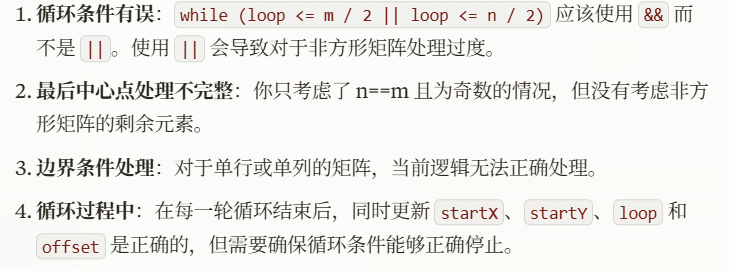 1. 循环条件有误：while (loop <= m / 2 || loop <= n / 2) 应该使用 && 而
不是 ||。使用 || 会导致对于非方形矩阵处理过度。
2. 最后中心点处理不完整：你只考虑了 n==m 且为奇数的情况，但没有考虑非方
形矩阵的剩余元素。
3. 边界条件处理：对于单行或单列的矩阵，当前逻辑无法正确处理。
4. 循环过程中：在每一轮循环结束后，同时更新 startX、startY、loop 和
offset 是正确的，但需要确保循环条件能够正确停止。